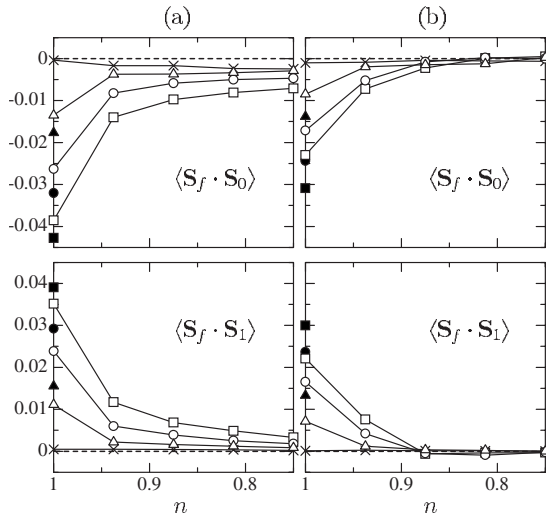 (a) (b)
0
-0.01
-0.02
-0.03
-0.04
⟨S_f · S_0⟩ ⟨S_f · S_0⟩
0.04
0.03
0.02
0.01
0
⟨S_f · S_1⟩ ⟨S_f · S_1⟩
1 0.9 0.8 1 0.9 0.8
n n